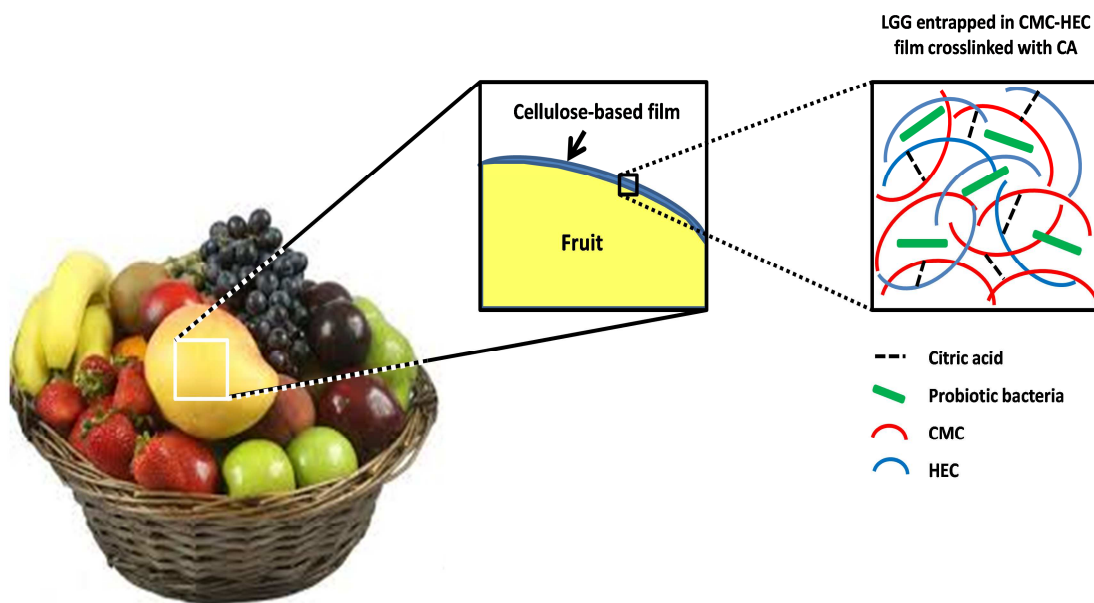 LGG entrapped in CMC-HEC
film crosslinked with CA
Cellulose-based film
Fruit
Citric acid
Probiotic bacteria
CMC
HEC